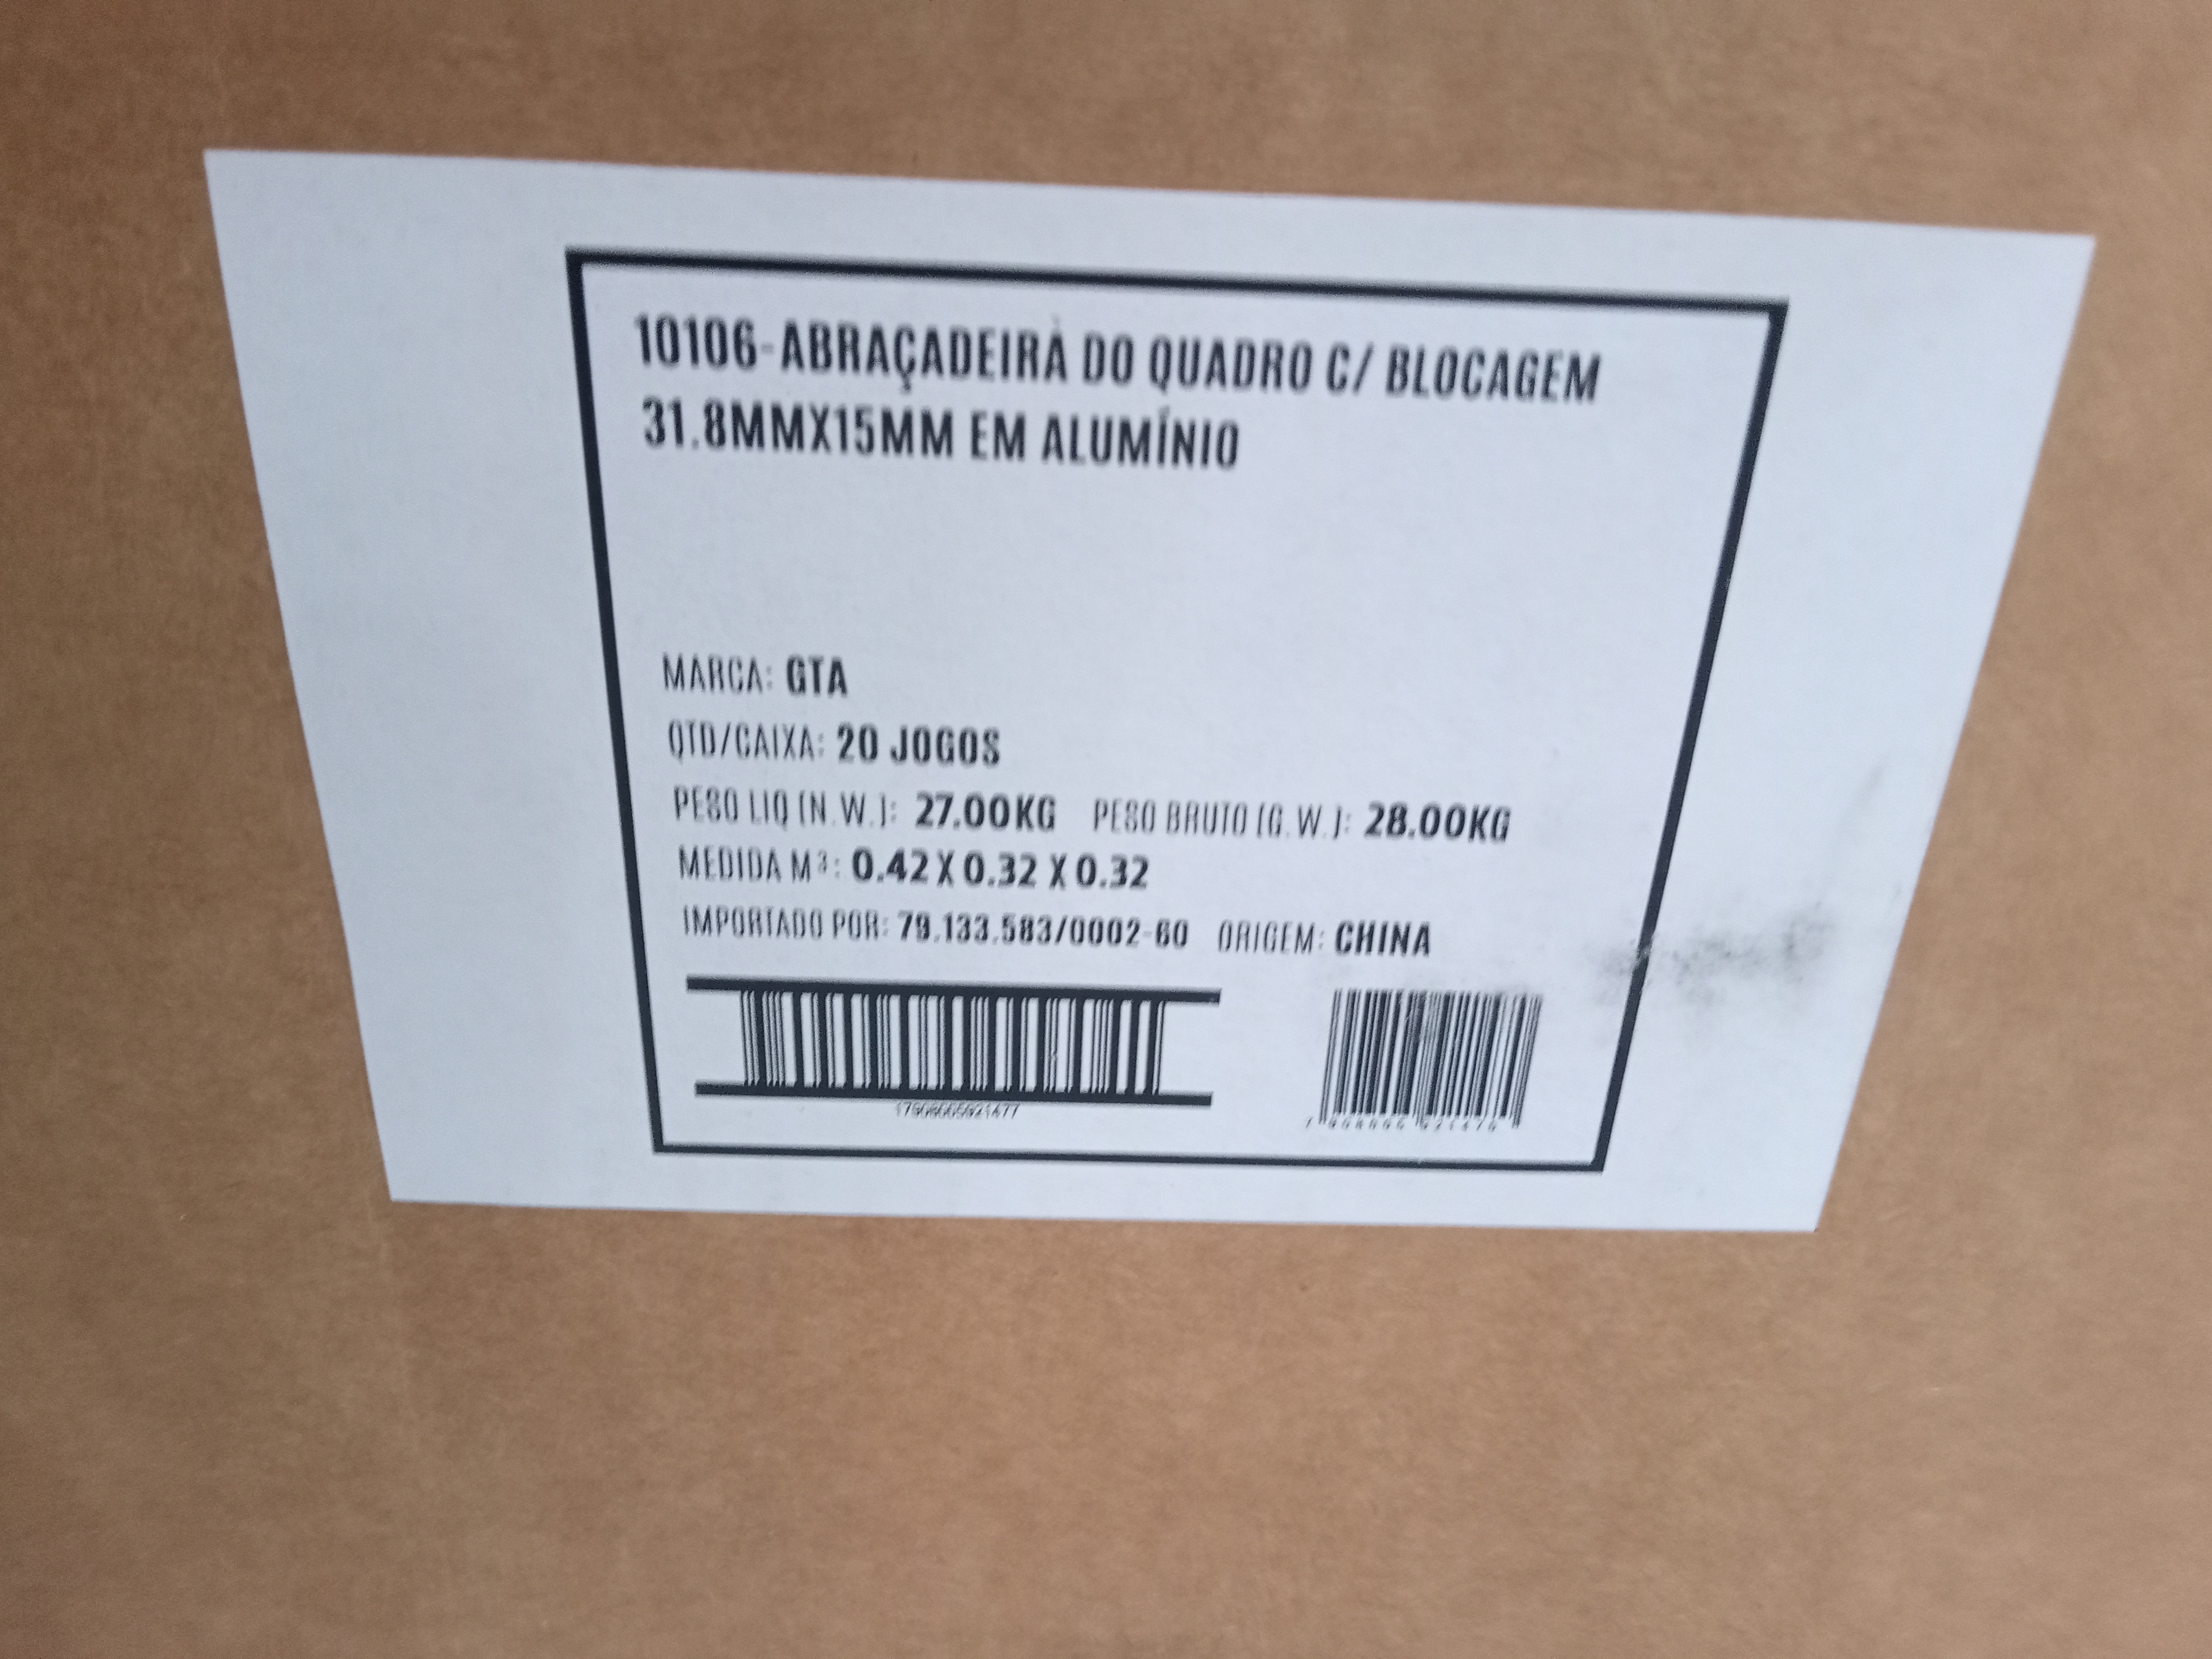 10106-ABRAÇADEIRA DO QUADRO C/ BLOCAGEM
31.8MMX15MM EM ALUMÍNIO
MARCA: GTA
QTD/CAIXA: 20 JOGOS
PESO LIQ (N.W.): 27.00KG PESO BRUTO (G.W.): 28.00KG
MEDIDA M³: 0.42 X 0.32 X 0.32
IMPORTADO POR: 79.133.583/0002-60 ORIGEM: CHINA